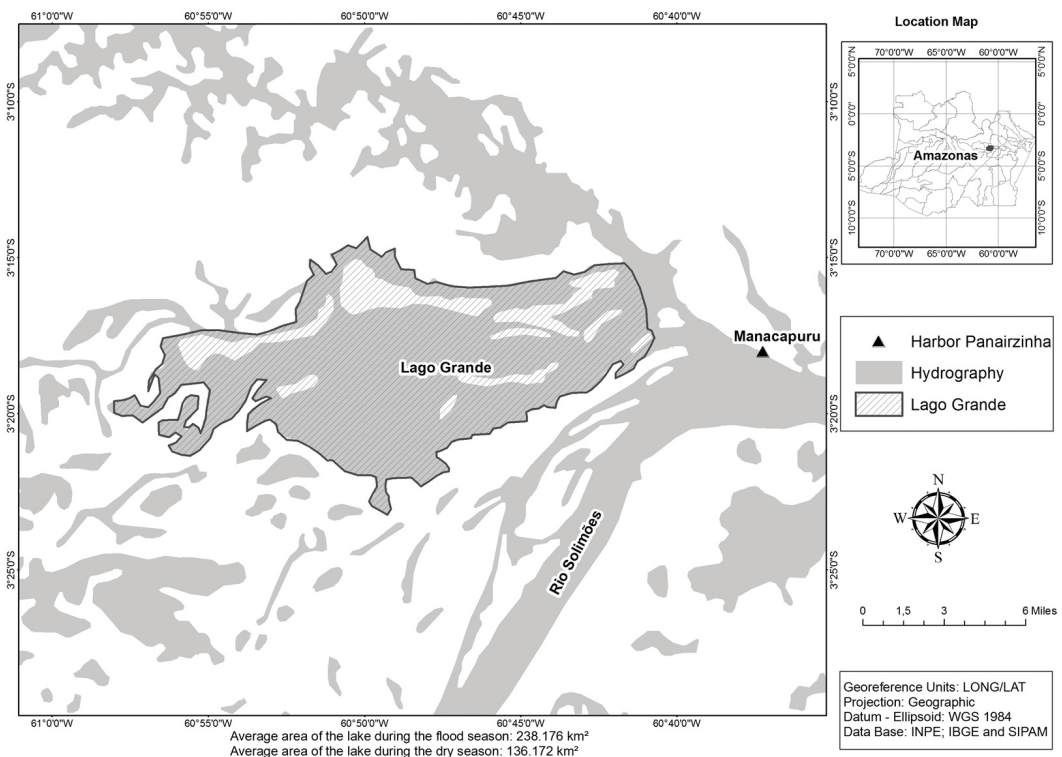 61°0'0"W 60°55'0"W 60°50'0"W 60°45'0"W 60°40'0"W
3°10'0"S 3°10'0"S
3°15'0"S 3°15'0"S
3°20'0"S 3°20'0"S
3°25'0"S 3°25'0"S
Lago Grande
Manacapuru
Rio Solimões
61°0'0"W 60°55'0"W 60°50'0"W 60°45'0"W 60°40'0"W
Average area of the lake during the flood season: 238.176 km²
Average area of the lake during the dry season: 136.172 km²
Location Map
70°0'0"W 65°0'0"W 60°0'0"W
5°0'0"N 5°0'0"N
0°0'0" 0°0'0"
5°0'0"S 5°0'0"S
10°0'0"S 10°0'0"S
Amazonas
70°0'0"W 65°0'0"W 60°0'0"W
Harbor Panairzinha
Hydrography
Lago Grande
N
W E
S
0 1,5 3 6 Miles
Georeference Units: LONG/LAT
Projection: Geographic
Datum - Ellipsoid: WGS 1984
Data Base: INPE; IBGE and SIPAM